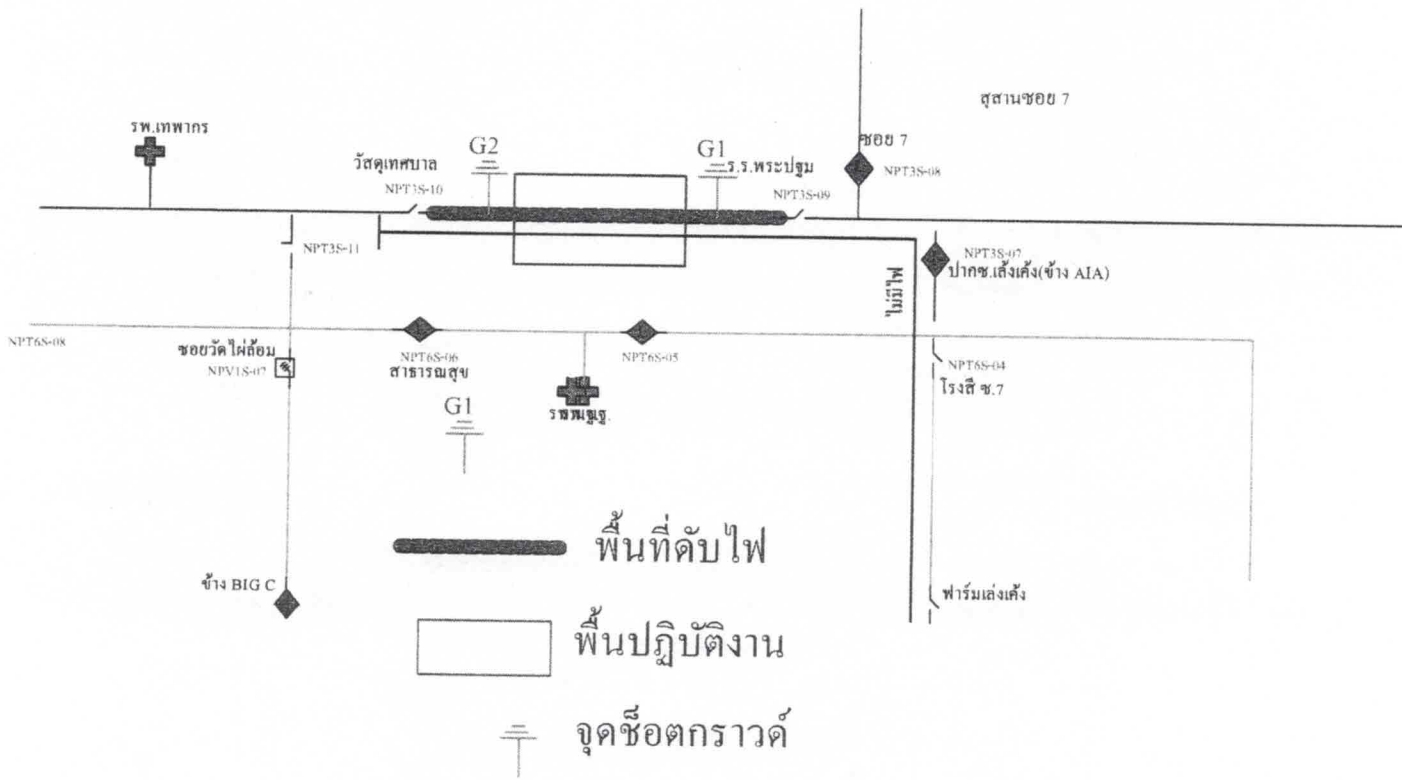 สุสานซอย 7
รพ.เทพากร
ซอย 7
G2
G1
วัสดุเทศบาล
ร.ร.พระปฐม
NPT3S-08
NPT3S-10
NPT3S-09
NPT3S-11
NPT3S-07
ปากซ.เล้งเค้ง(ข้าง AIA)
ไม่มีไฟ
NPT6S-08
ซอยวัดไผ่ล้อม
NPV1S-07
NPT6S-06
สาธารณสุข
NPT6S-05
NPT6S-04
โรงสี ซ.7
G1
พื้นที่ดับไฟ
ข้าง BIG C
ฟาร์มเล่งเค้ง
พื้นปฏิบัติงาน
จุดช็อตกราวด์